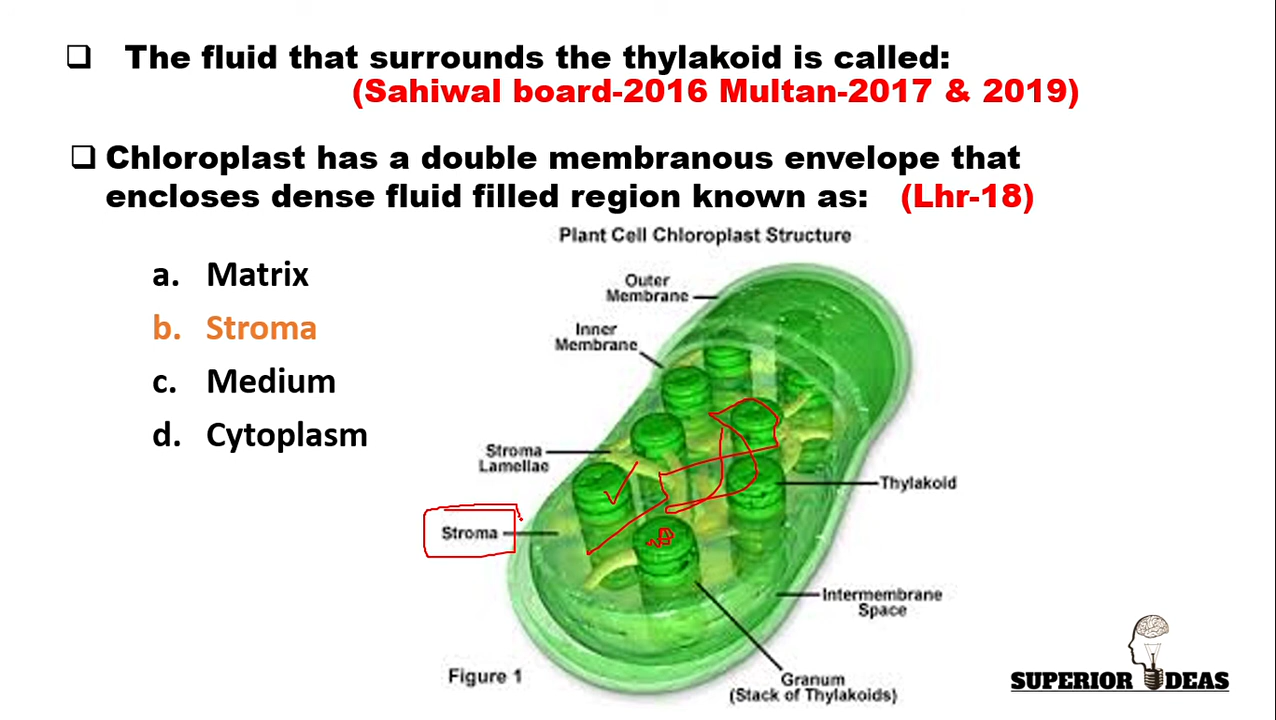 ❑ The fluid that surrounds the thylakoid is called:
(Sahiwal board-2016 Multan-2017 & 2019)
❑ Chloroplast has a double membranous envelope that
encloses dense fluid filled region known as: (Lhr-18)
Plant Cell Chloroplast Structure
a. Matrix
b. Stroma
c. Medium
d. Cytoplasm
Outer
Membrane
Inner
Membrane
Stroma
Lamellae
Thylakoid
Stroma
Intermembrane
Space
Figure 1
Granum
(Stack of Thylakoids)
SUPERIOR IDEAS